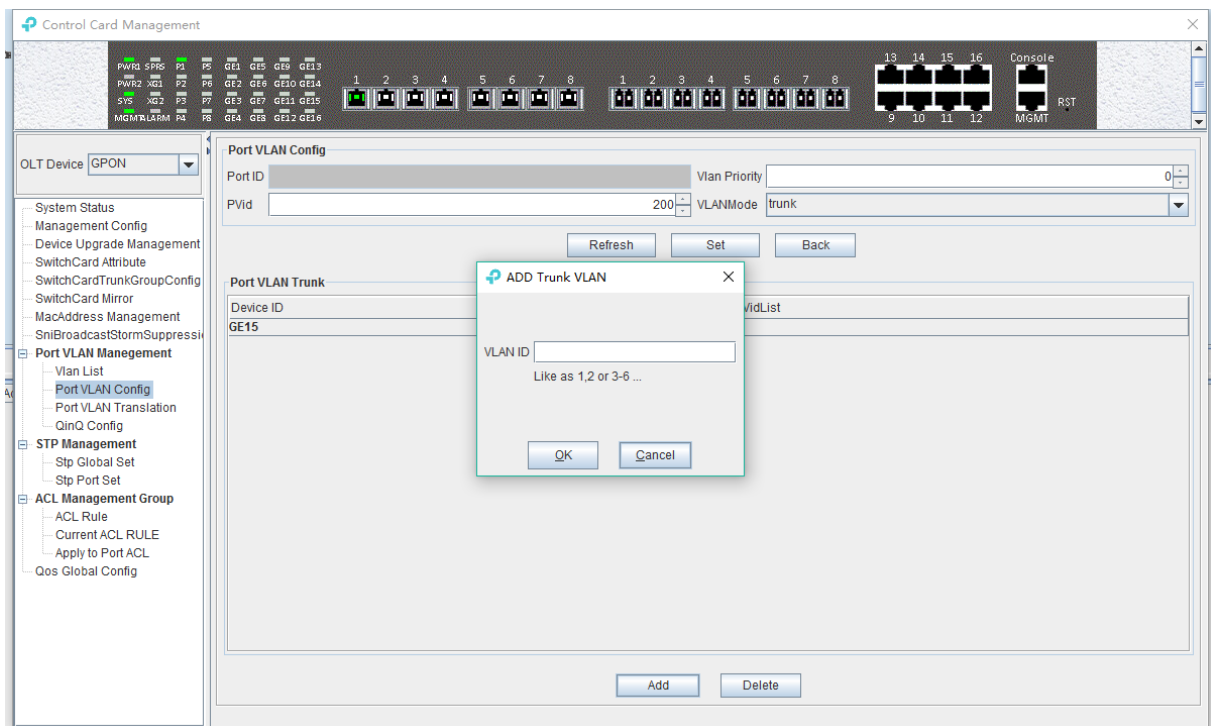 Control Card Management
PWR1 SPRS P1 P5 GE1 GE5 GE9 GE13
PWR2 XG1 P2 P6 GE2 GE6 GE10 GE14
SYS XG2 P3 P7 GE3 GE7 GE11 GE15
MGMT ALARM P4 P8 GE4 GE8 GE12 GE16
1 2 3 4 5 6 7 8 1 2 3 4 5 6 7 8
13 14 15 16 Console
RST
9 10 11 12 MGMT
OLT Device GPON
System Status
Management Config
Device Upgrade Management
SwitchCard Attribute
SwitchCardTrunkGroupConfig
SwitchCard Mirror
MacAddress Management
SniBroadcastStormSuppressi
Port VLAN Manegement
Vlan List
Port VLAN Config
Port VLAN Translation
QinQ Config
STP Management
Stp Global Set
Stp Port Set
ACL Management Group
ACL Rule
Current ACL RULE
Apply to Port ACL
Qos Global Config
Port VLAN Config
Port ID Vlan Priority 0
PVid 200 VLANMode trunk
Refresh Set Back
Port VLAN Trunk
Device ID VidList
GE15
ADD Trunk VLAN
VLAN ID
Like as 1,2 or 3-6 ...
OK Cancel
Add Delete